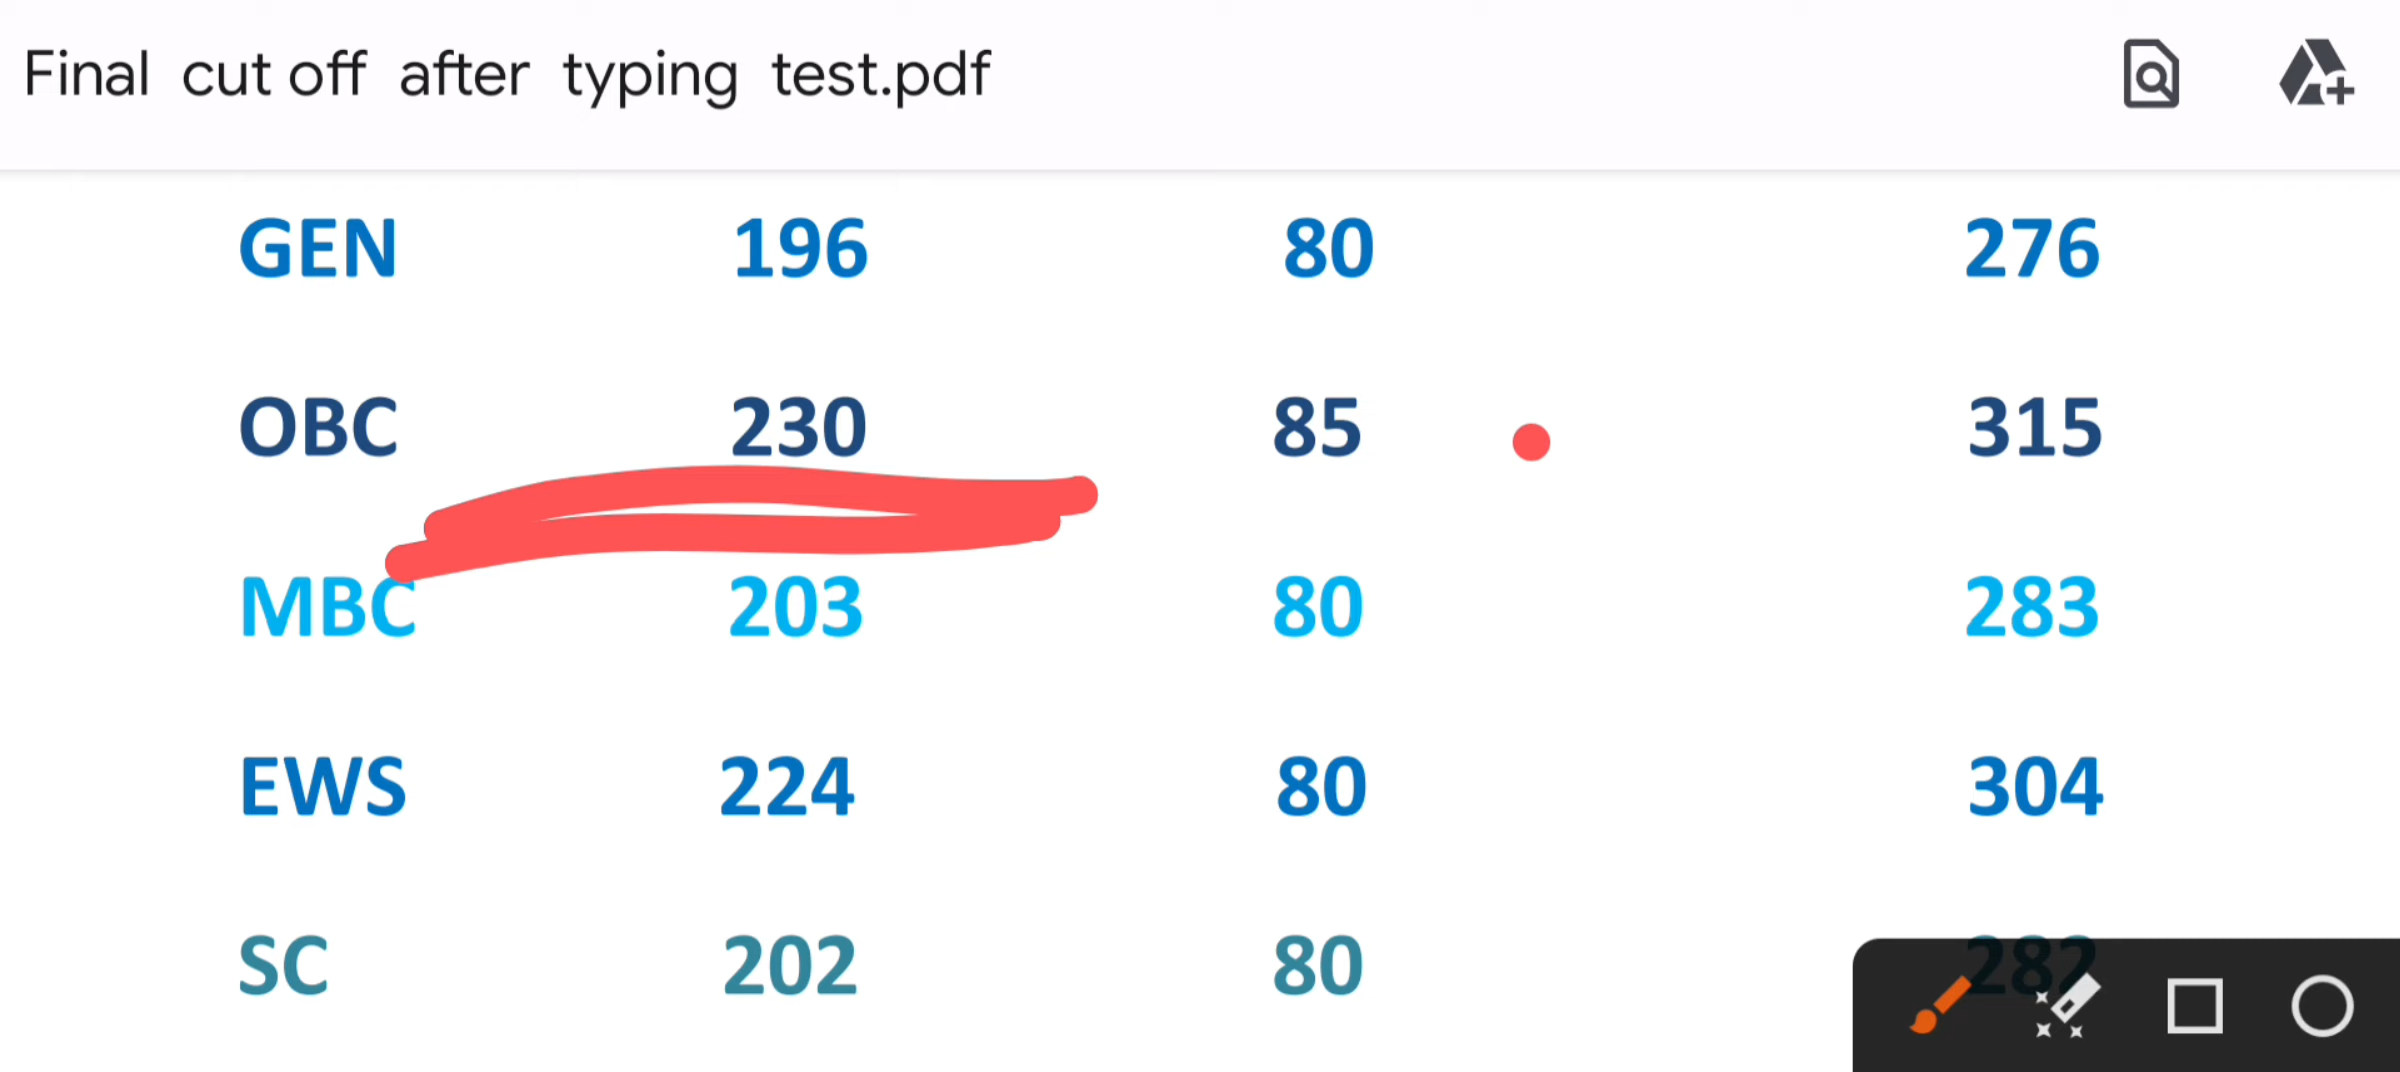 Final cut off after typing test.pdf
GEN 196 80 276
OBC 230 85 315
MBC 203 80 283
EWS 224 80 304
SC 202 80 282